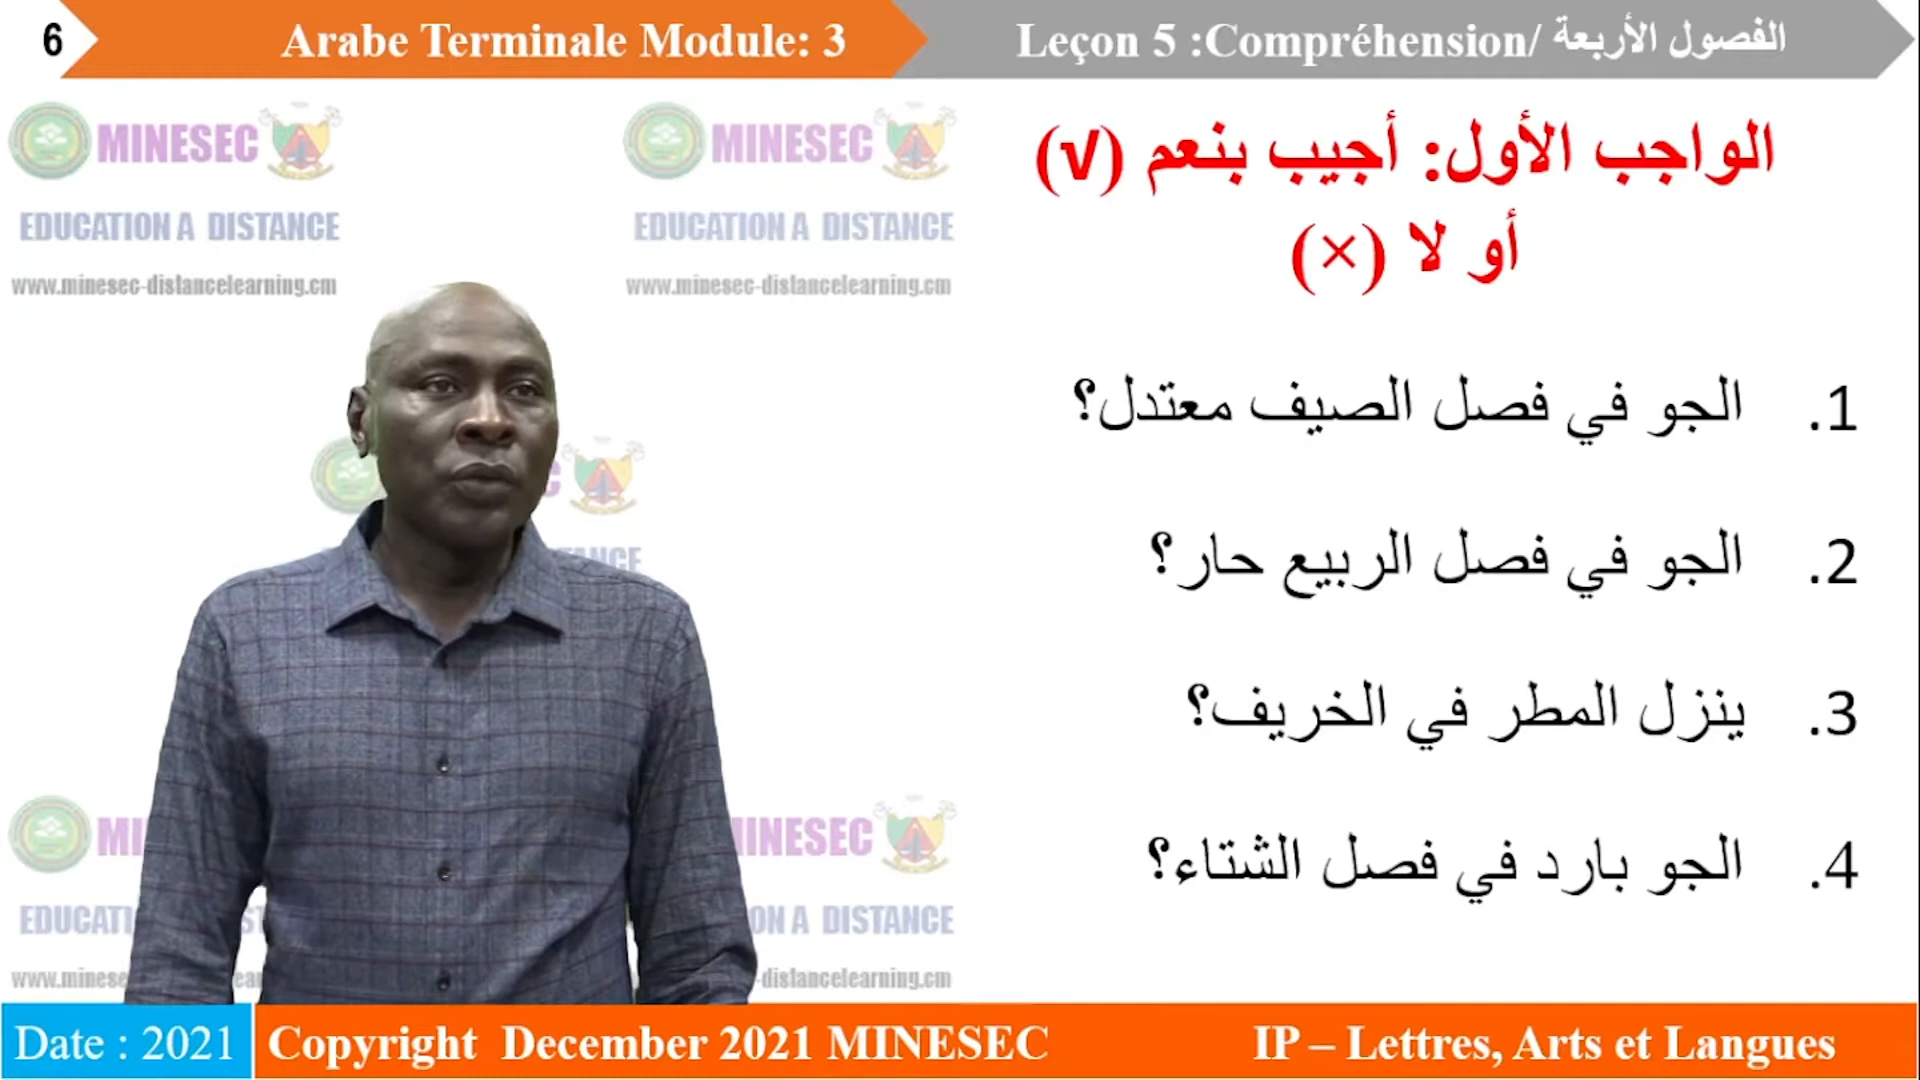 6
Arabe Terminale Module: 3
Leçon 5 :Compréhension/ الفصول الأربعة
MINESEC
EDUCATION A DISTANCE
www.minesec-distancelearning.cm
MINESEC
EDUCATION A DISTANCE
www.minesec-distancelearning.cm
الواجب الأول: أجيب بنعم (√)
أو لا (×)
1. الجو في فصل الصيف معتدل؟
2. الجو في فصل الربيع حار؟
3. ينزل المطر في الخريف؟
4. الجو بارد في فصل الشتاء؟
Date : 2021
Copyright December 2021 MINESEC
IP – Lettres, Arts et Langues